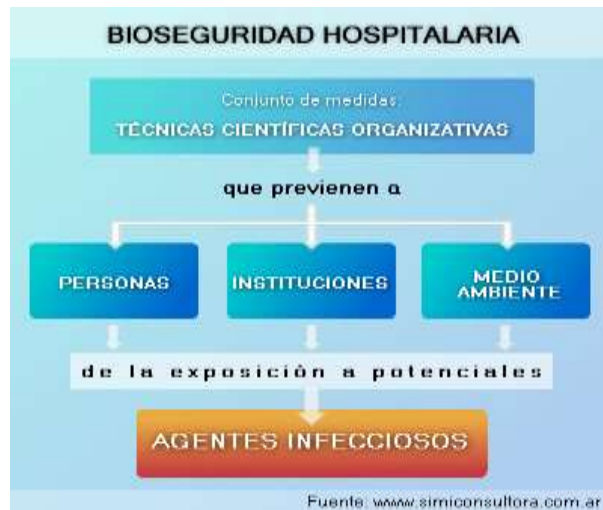 BIOSEGURIDAD HOSPITALARIA
Conjunto de medidas:
TÉCNICAS CIENTÍFICAS ORGANIZATIVAS
que previenen a
PERSONAS
INSTITUCIONES
MEDIO
AMBIENTE
de la exposición a potenciales
AGENTES INFECCIOSOS
Fuente: www.simiconsultora.com.ar